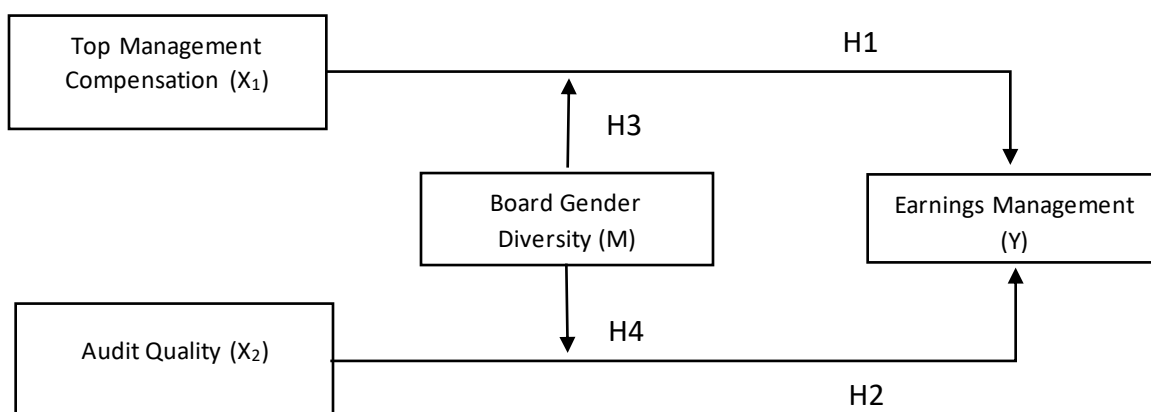 Top Management
Compensation (X₁)
H1
H3
Board Gender
Diversity (M)
Earnings Management
(Y)
Audit Quality (X₂)
H4
H2